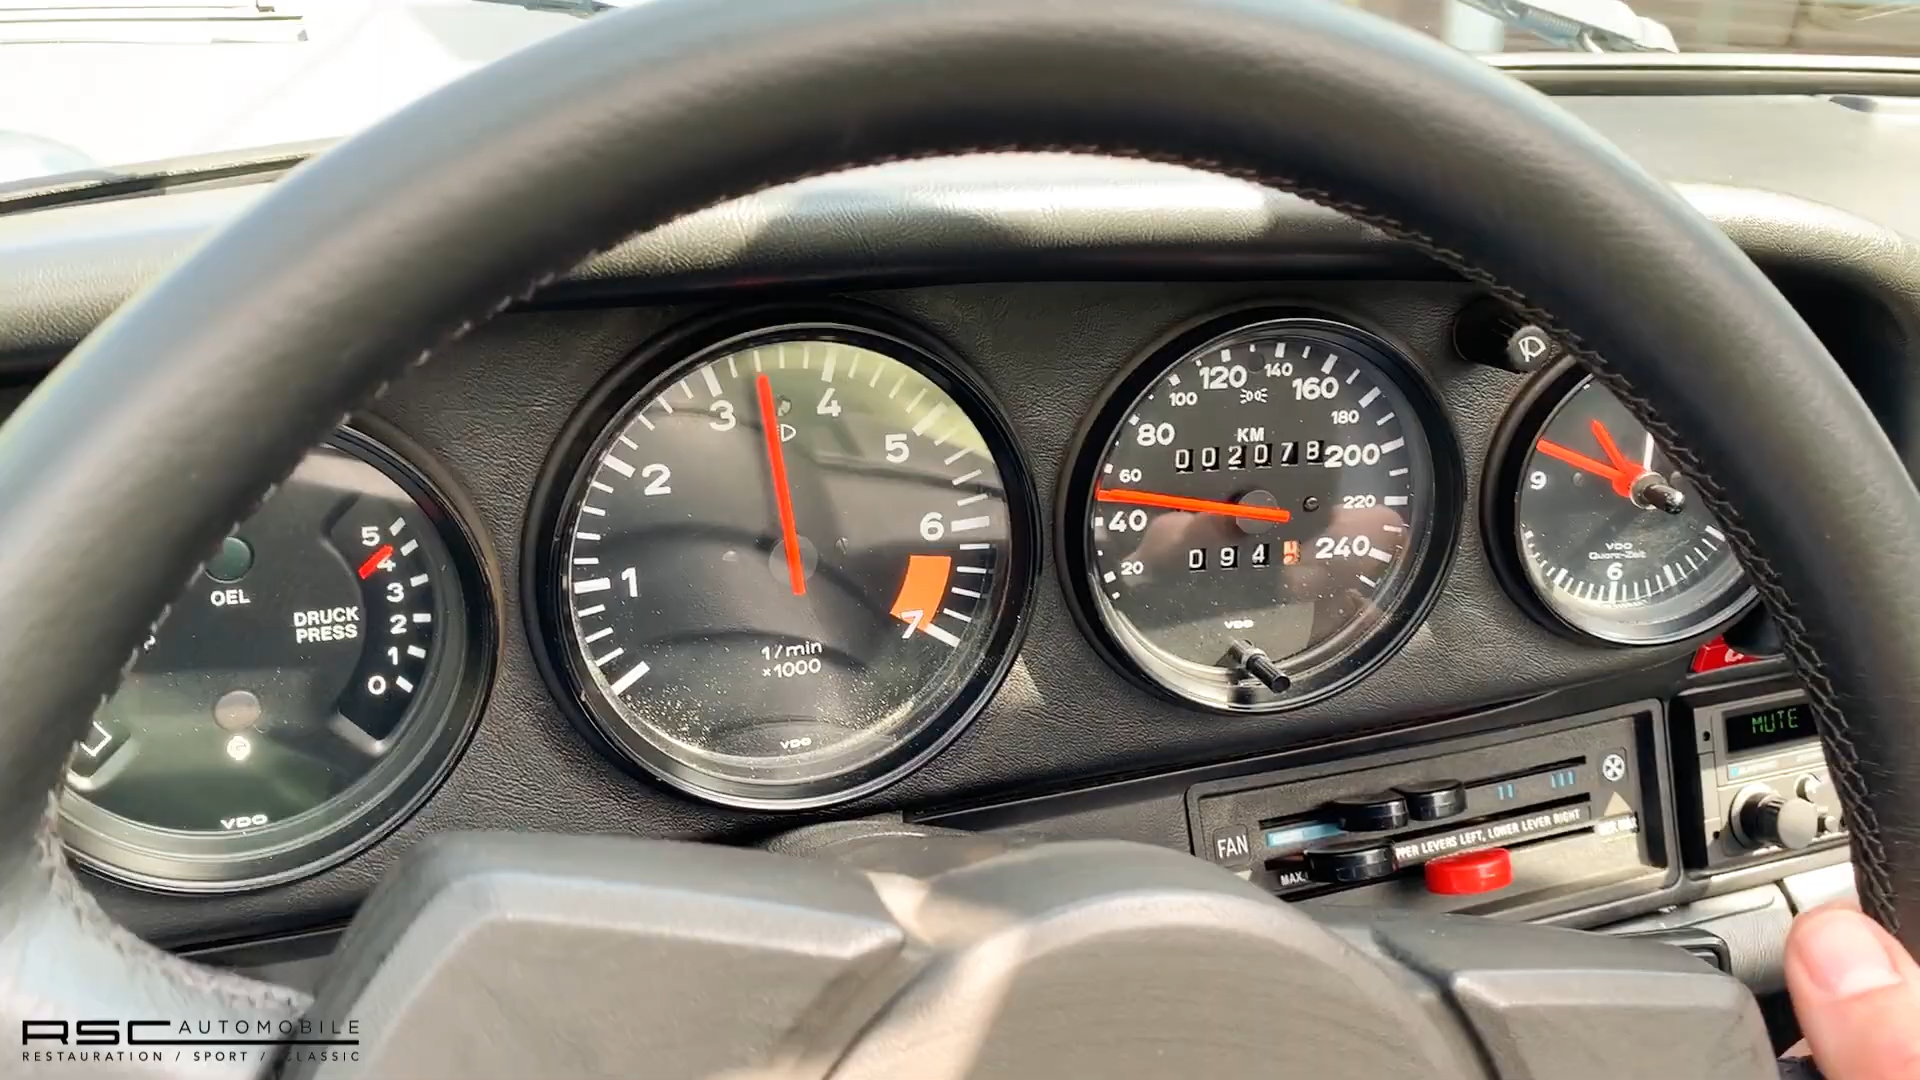 5
4
3
2
1
0
OEL
DRUCK
PRESS
VDO
1
2
3
4
5
6
7
1/min
×1000
VDO
20
40
60
80
100
120
140
160
180
200
220
240
KM
002078
094
VDO
9
6
VDO
Quarz-Zeit
MUTE
FAN
PPER LEVERS LEFT, LOWER LEVER RIGHT
MAX.
RSC AUTOMOBILE
RESTAURATION / SPORT / CLASSIC